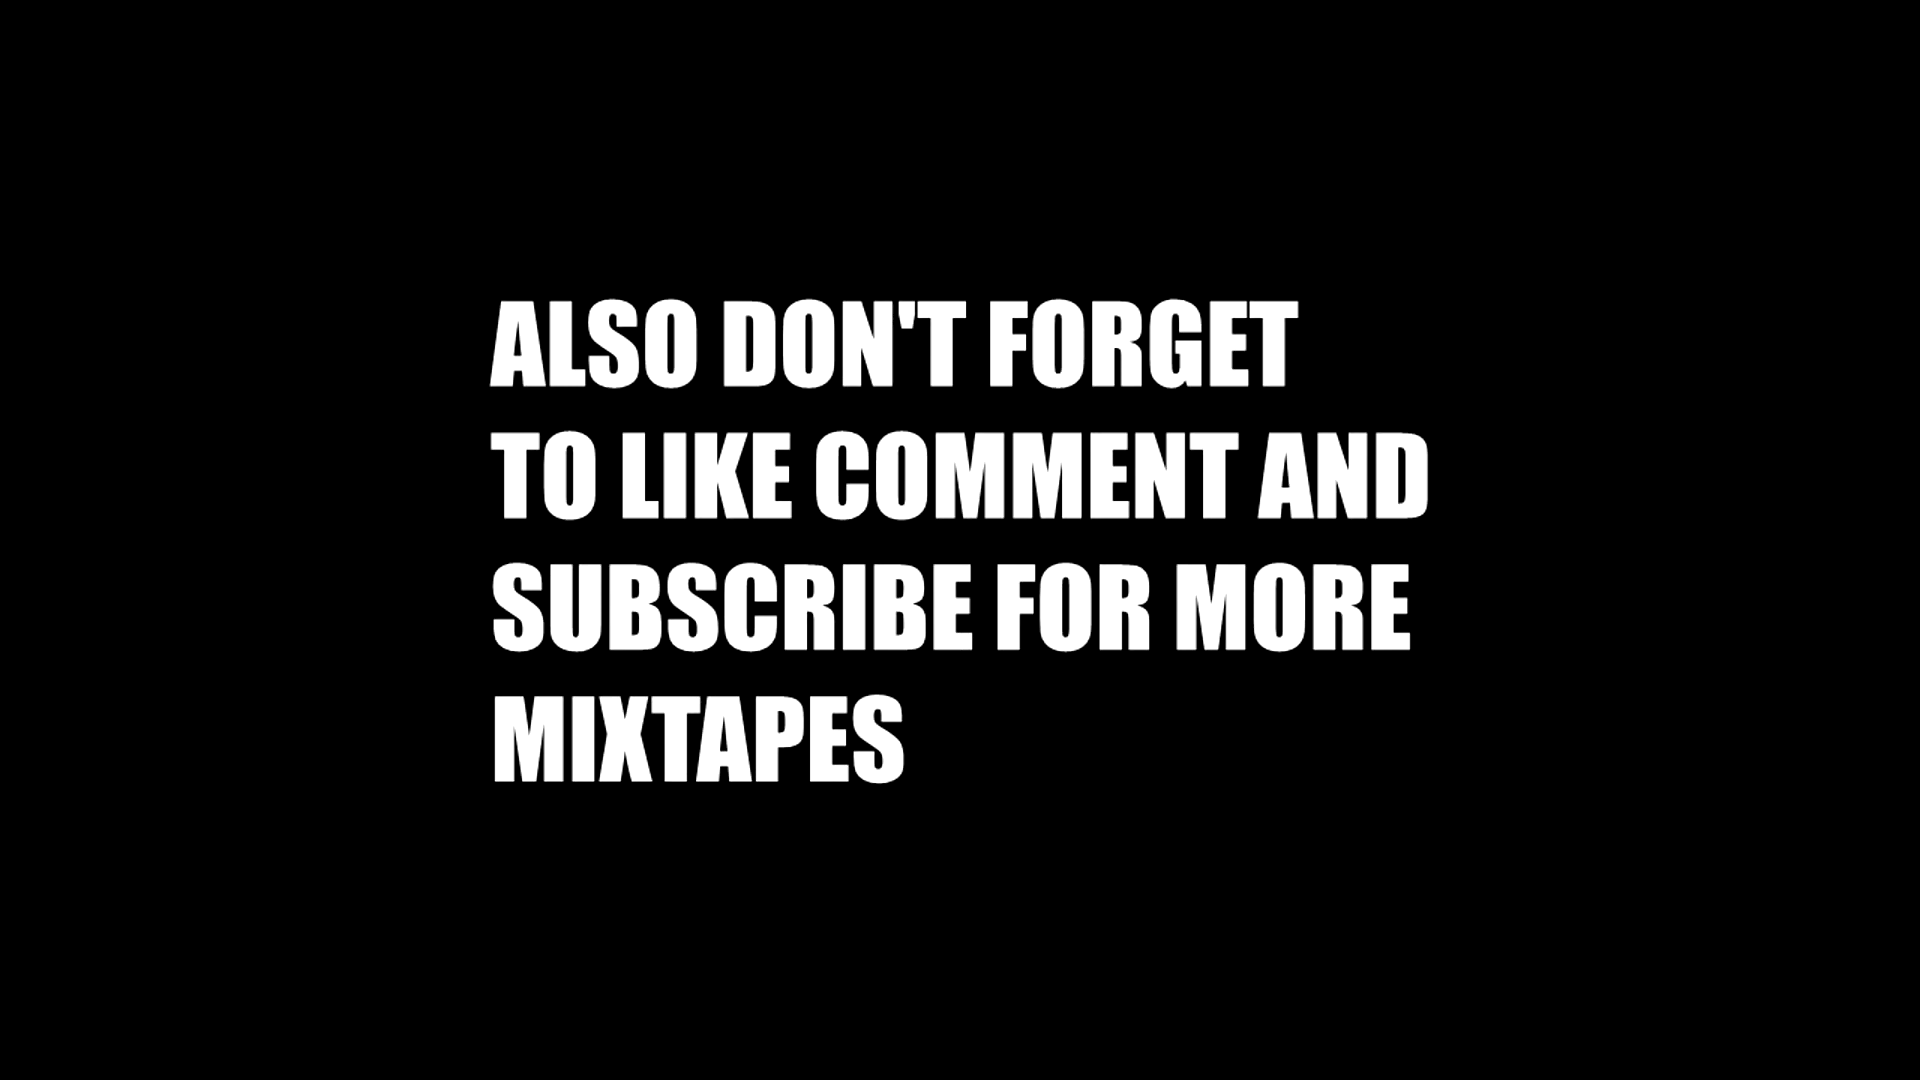 ALSO DON'T FORGET
TO LIKE COMMENT AND
SUBSCRIBE FOR MORE
MIXTAPES